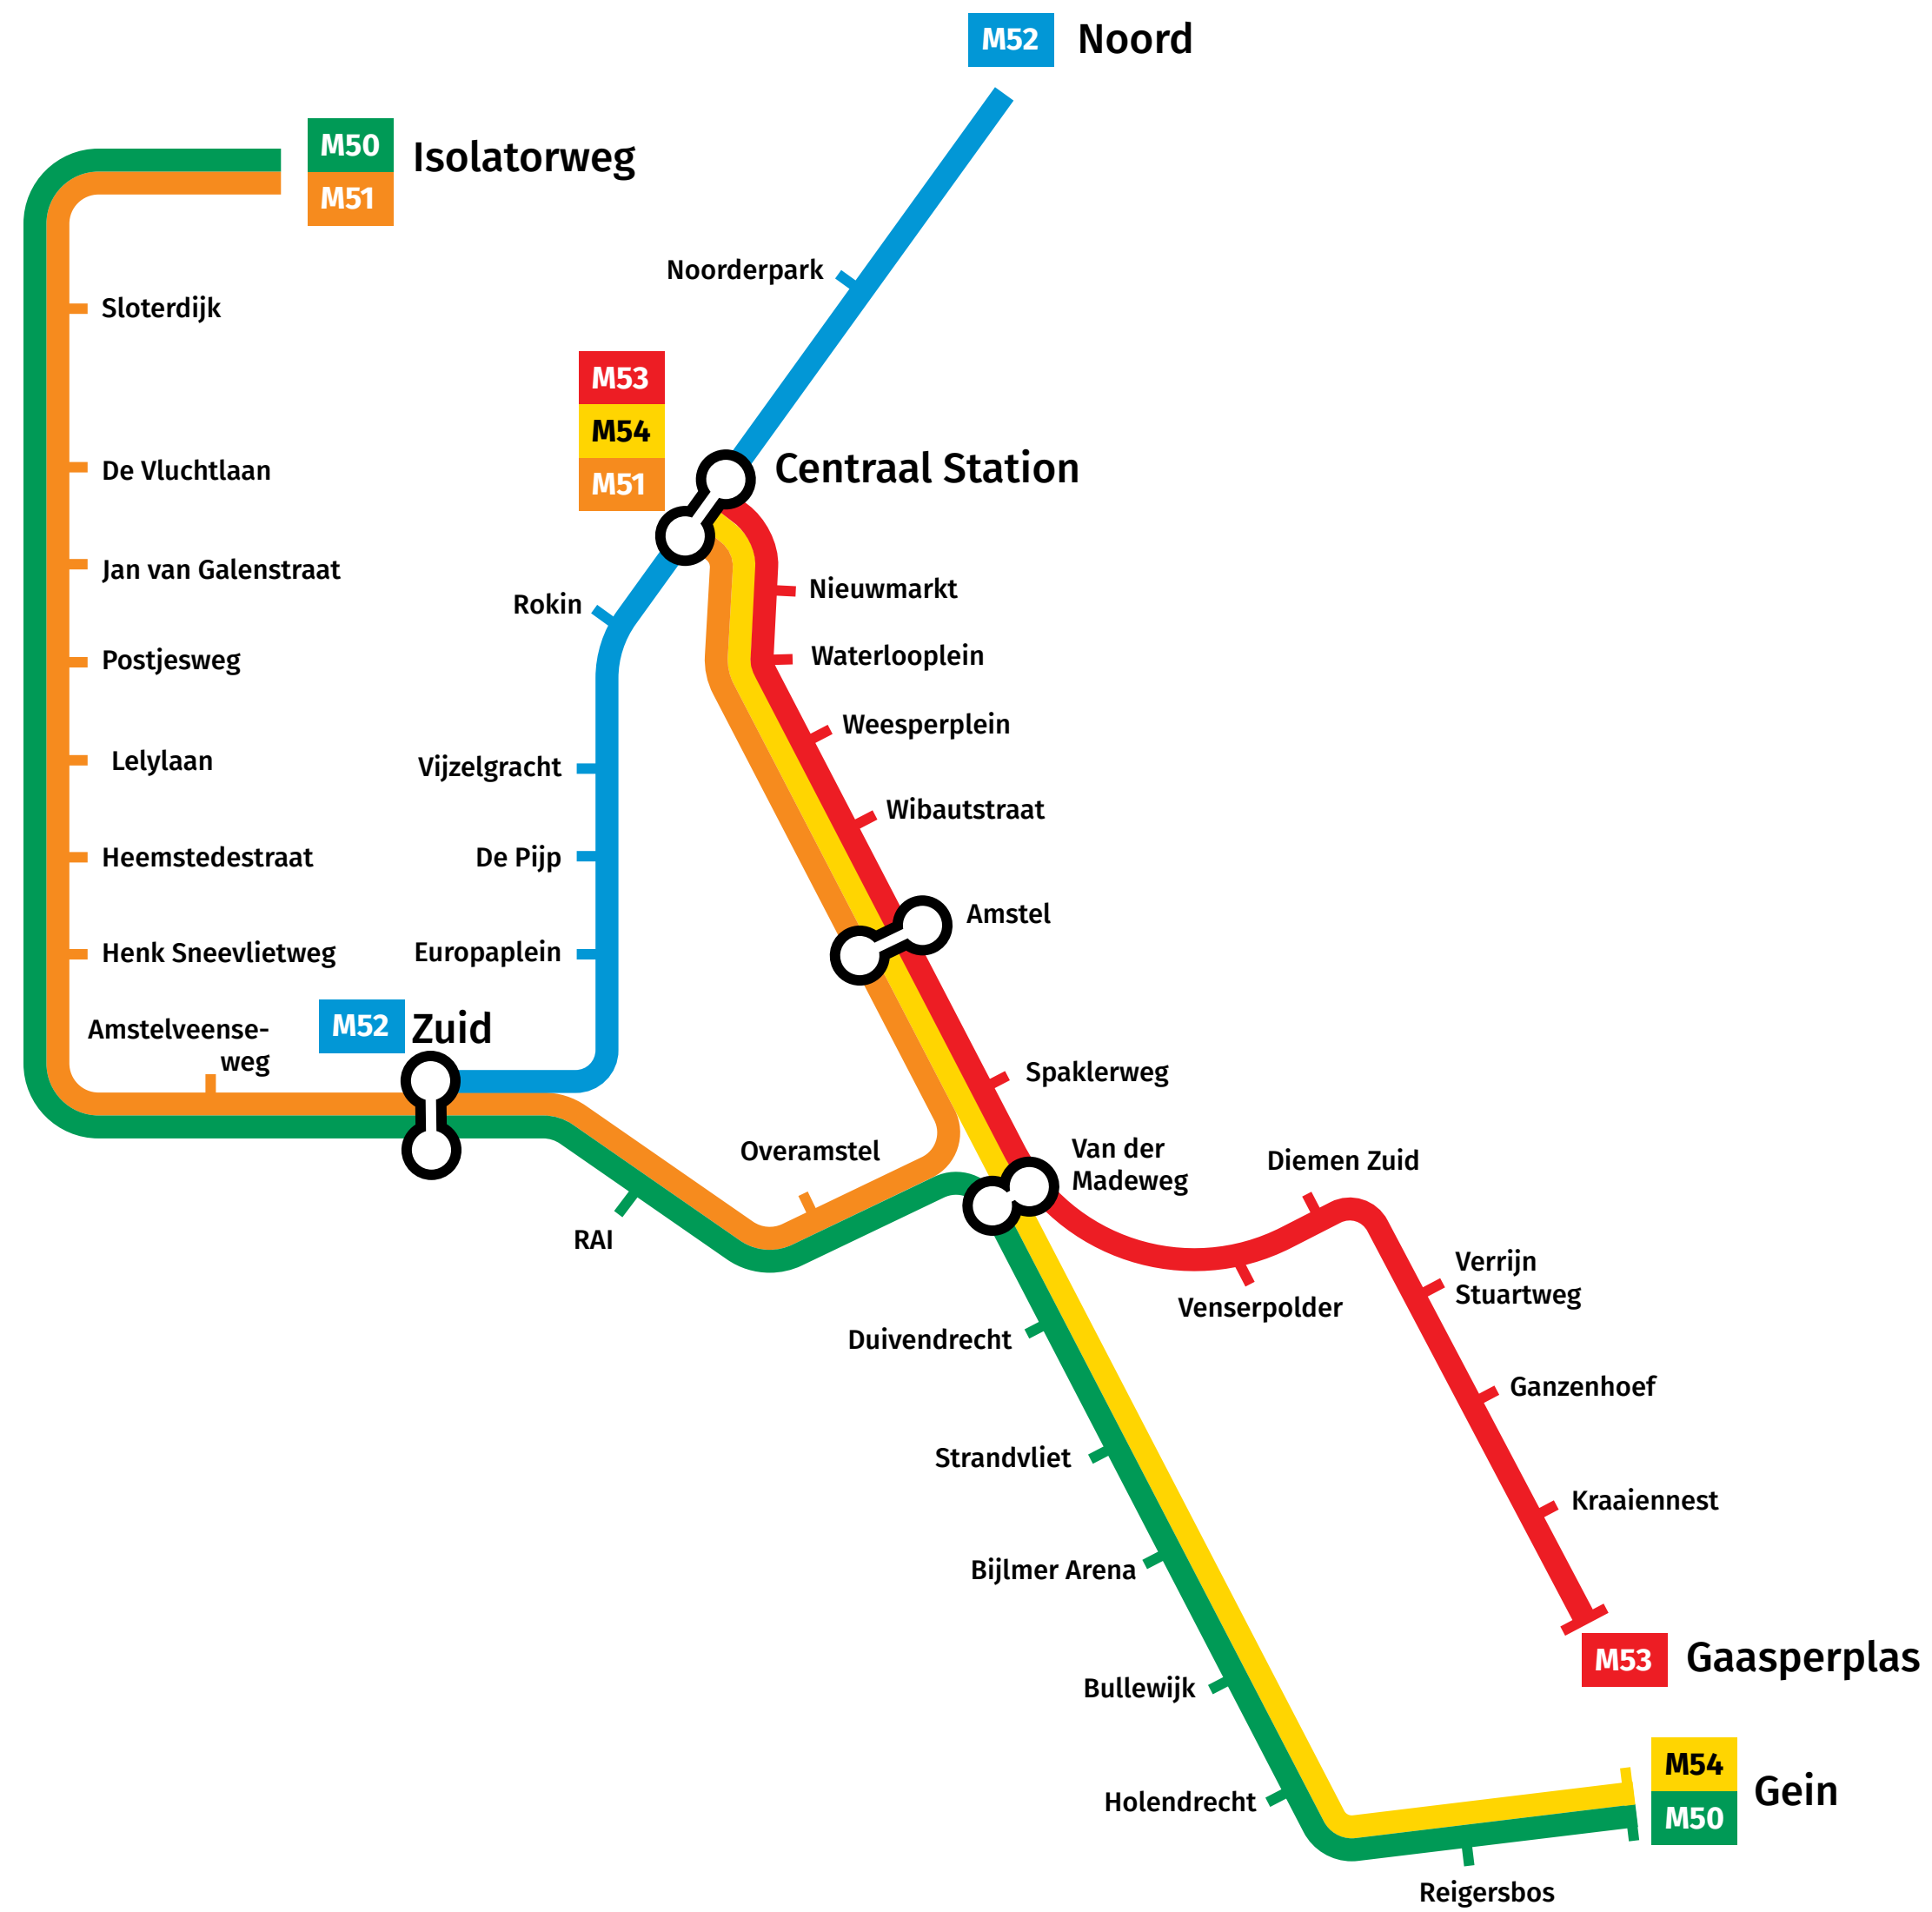 M52 Noord
M50
Isolatorweg
M51
Noorderpark
Sloterdijk
M53
M54
M51
Centraal Station
De Vluchtlaan
Jan van Galenstraat
Rokin
Nieuwmarkt
Postjesweg
Waterlooplein
Weesperplein
Lelylaan
Vijzelgracht
Wibautstraat
Heemstedestraat
De Pijp
Amstel
Henk Sneevlietweg
Europaplein
Amstelveense-
weg
M52 Zuid
Spaklerweg
Overamstel
Van der
Madeweg
Diemen Zuid
RAI
Verrijn
Stuartweg
Venserpolder
Duivendrecht
Ganzenhoef
Strandvliet
Kraaiennest
Bijlmer Arena
M53 Gaasperplas
Bullewijk
M54
Gein
M50
Holendrecht
Reigersbos